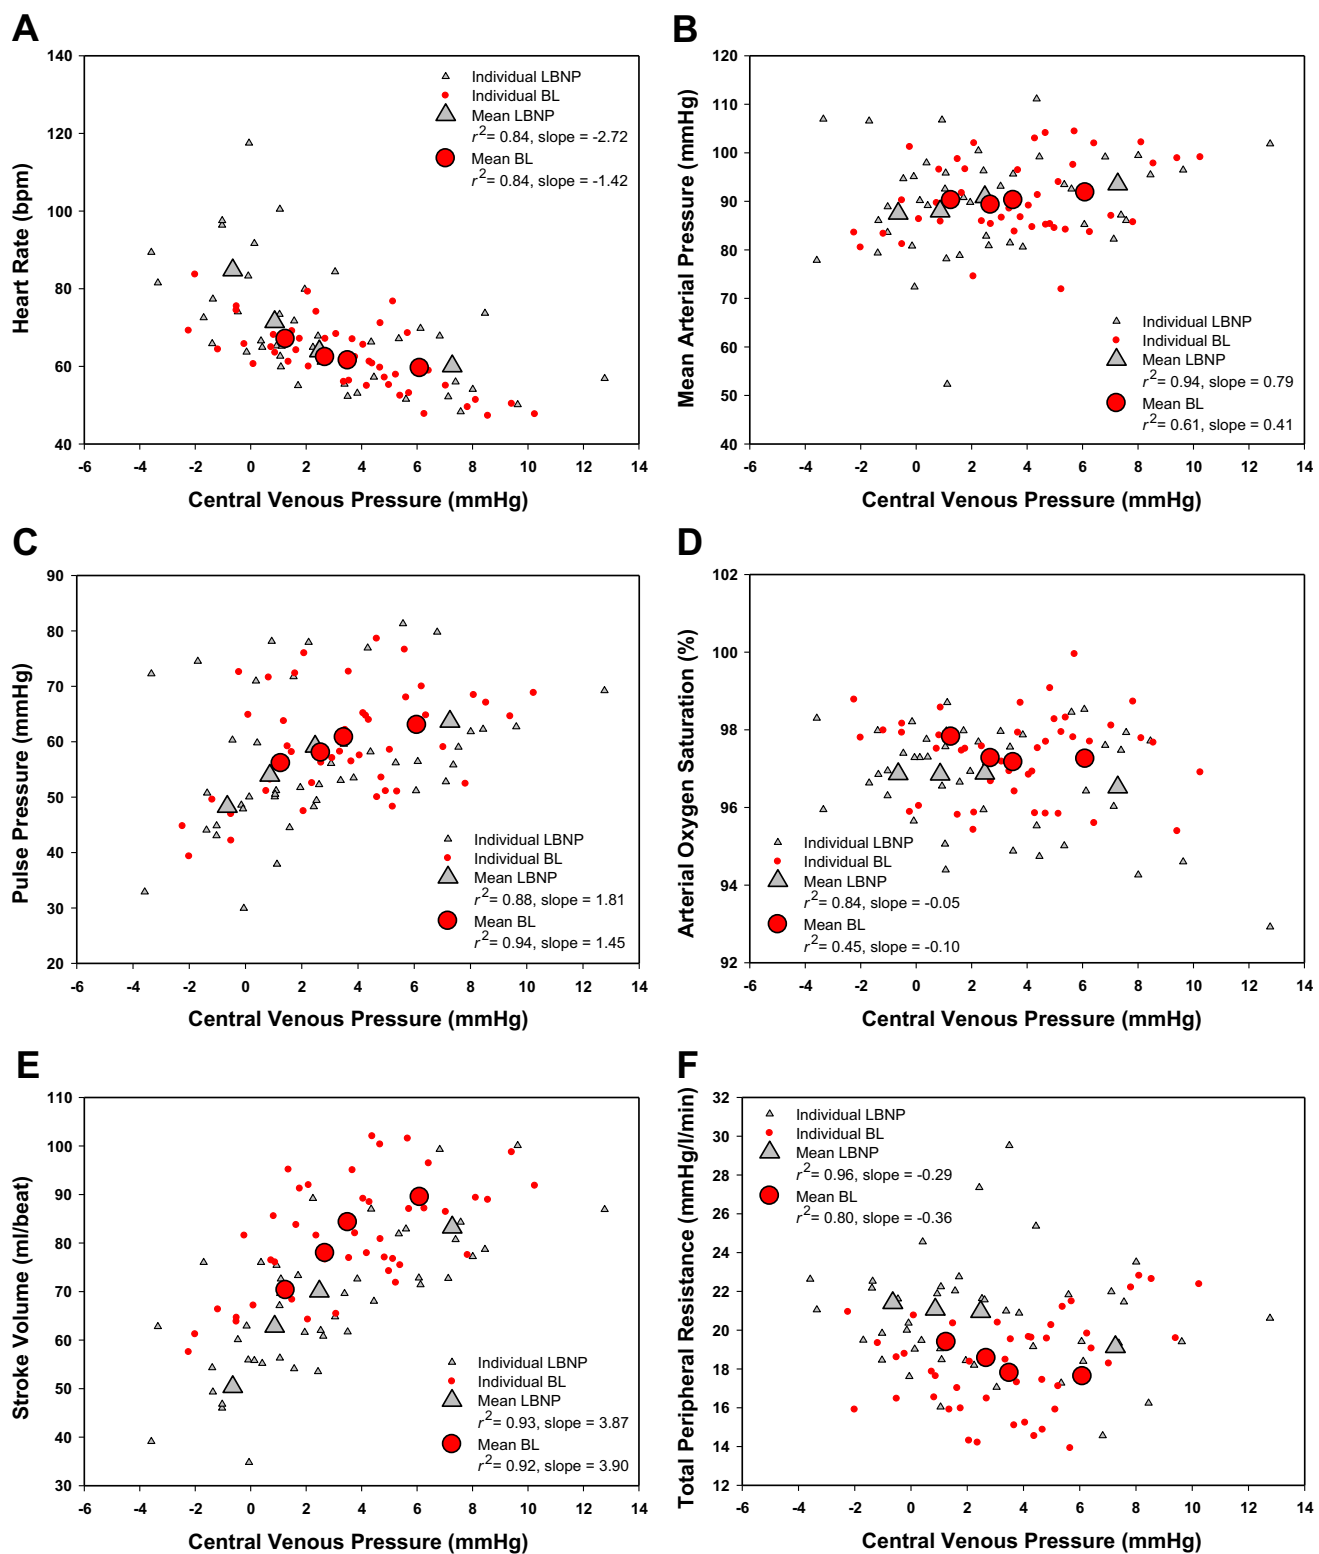 A
140
120
100
80
60
40
Heart Rate (bpm)
Individual LBNP
Individual BL
Mean LBNP
r²= 0.84, slope = -2.72
Mean BL
r²= 0.84, slope = -1.42
-6 -4 -2 0 2 4 6 8 10 12 14
Central Venous Pressure (mmHg)
B
120
110
100
90
80
70
60
50
40
Mean Arterial Pressure (mmHg)
Individual LBNP
Individual BL
Mean LBNP
r²= 0.94, slope = 0.79
Mean BL
r²= 0.61, slope = 0.41
-6 -4 -2 0 2 4 6 8 10 12 14
Central Venous Pressure (mmHg)
C
90
80
70
60
50
40
30
20
Pulse Pressure (mmHg)
Individual LBNP
Individual BL
Mean LBNP
r²= 0.88, slope = 1.81
Mean BL
r²= 0.94, slope = 1.45
-6 -4 -2 0 2 4 6 8 10 12 14
Central Venous Pressure (mmHg)
D
102
100
98
96
94
92
Arterial Oxygen Saturation (%)
Individual LBNP
Individual BL
Mean LBNP
r²= 0.84, slope = -0.05
Mean BL
r²= 0.45, slope = -0.10
-6 -4 -2 0 2 4 6 8 10 12 14
Central Venous Pressure (mmHg)
E
110
100
90
80
70
60
50
40
30
Stroke Volume (ml/beat)
Individual LBNP
Individual BL
Mean LBNP
r²= 0.93, slope = 3.87
Mean BL
r²= 0.92, slope = 3.90
-6 -4 -2 0 2 4 6 8 10 12 14
Central Venous Pressure (mmHg)
F
32
30
28
26
24
22
20
18
16
14
12
Total Peripheral Resistance (mmHg/l/min)
Individual LBNP
Individual BL
Mean LBNP
r²= 0.96, slope = -0.29
Mean BL
r²= 0.80, slope = -0.36
-6 -4 -2 0 2 4 6 8 10 12 14
Central Venous Pressure (mmHg)